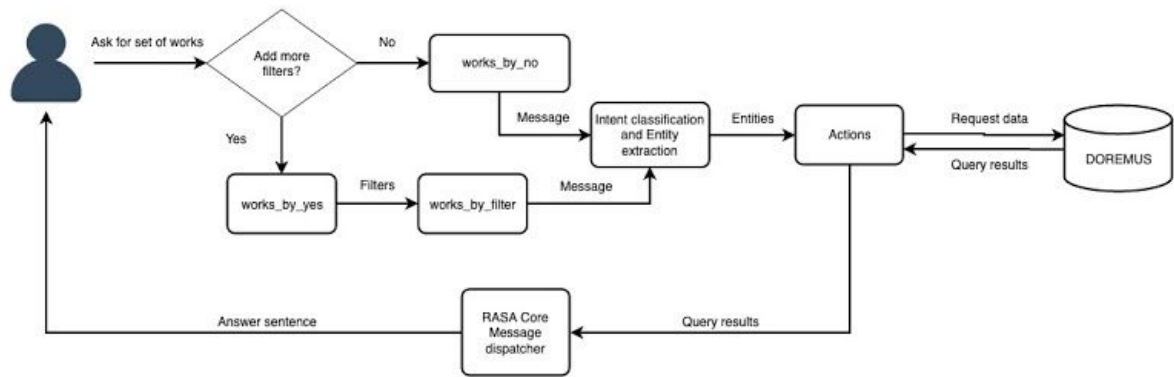 Ask for set of works
Add more
filters?
No
works_by_no
Message
Intent classification
and Entity
extraction
Entities
Actions
Request data
Query results
DOREMUS
Yes
works_by_yes
Filters
works_by_filter
Message
Answer sentence
RASA Core
Message
dispatcher
Query results